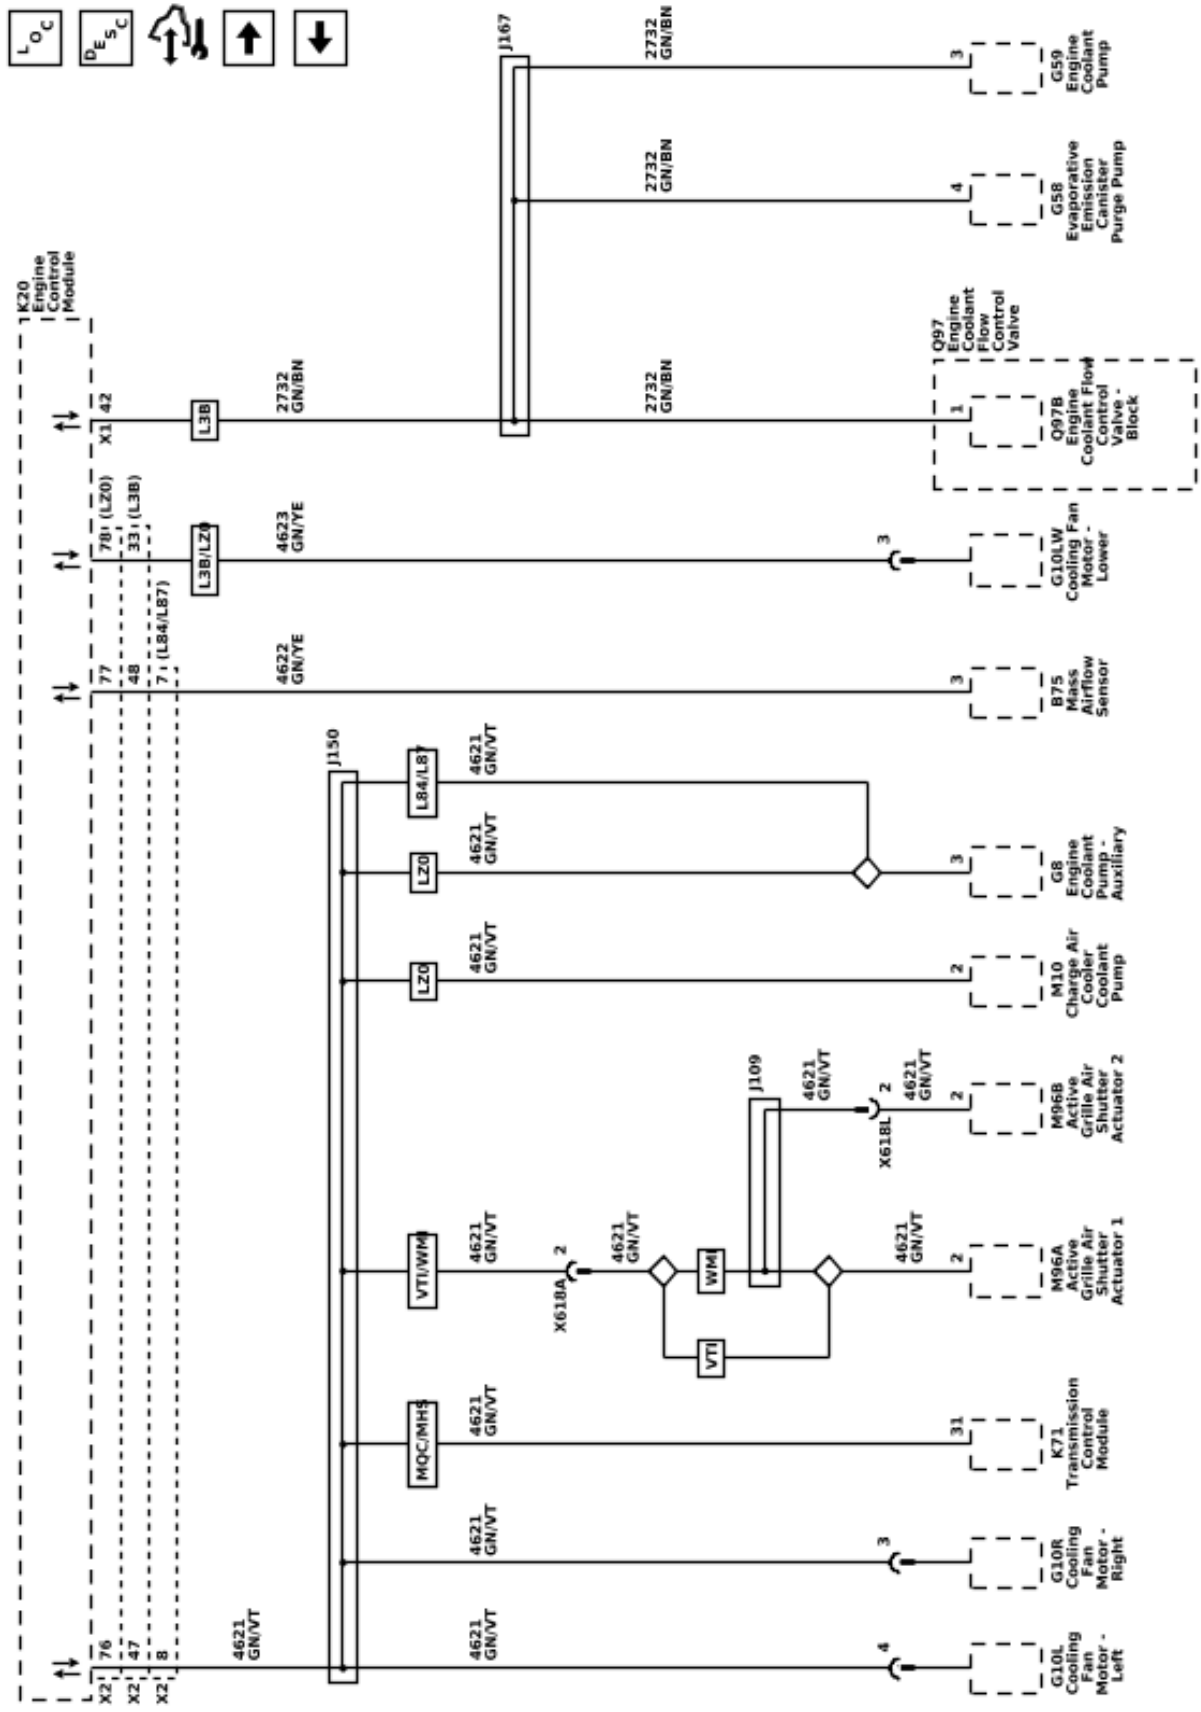 L
O
C
D
E
S
C
K20
Engine
Control
Module
X2 76
77
78 (LZ0)
X1 42
X2 47
48
33 (L3B)
X2 8
7 (L84/L87)
L3B/LZ0
L3B
4621
GN/VT
4622
GN/YE
4623
GN/YE
2732
GN/BN
J150
MQC/MHS
VTI/WMI
LZ0
LZ0
L84/L87
4621
GN/VT
4621
GN/VT
4621
GN/VT
4621
GN/VT
4621
GN/VT
4621
GN/VT
4621
GN/VT
J167
X618A 2
4621
GN/VT
2732
GN/BN
2732
GN/BN
2732
GN/BN
VTI
WMI
J109
4621
GN/VT
X618L 2
4
3
3
4621
GN/VT
4621
GN/VT
31
2
2
2
3
3
1
4
3
Q97
Engine
Coolant
Flow
Control
Valve
G10L
Cooling
Fan
Motor -
Left
G10R
Cooling
Fan
Motor -
Right
K71
Transmission
Control
Module
M96A
Active
Grille Air
Shutter
Actuator 1
M96B
Active
Grille Air
Shutter
Actuator 2
M10
Charge Air
Cooler
Coolant
Pump
G8
Engine
Coolant
Pump -
Auxiliary
B75
Mass
Airflow
Sensor
G10LW
Cooling Fan
Motor -
Lower
Q97B
Engine
Coolant Flow
Control
Valve -
Block
G58
Evaporative
Emission
Canister
Purge Pump
G59
Engine
Coolant
Pump